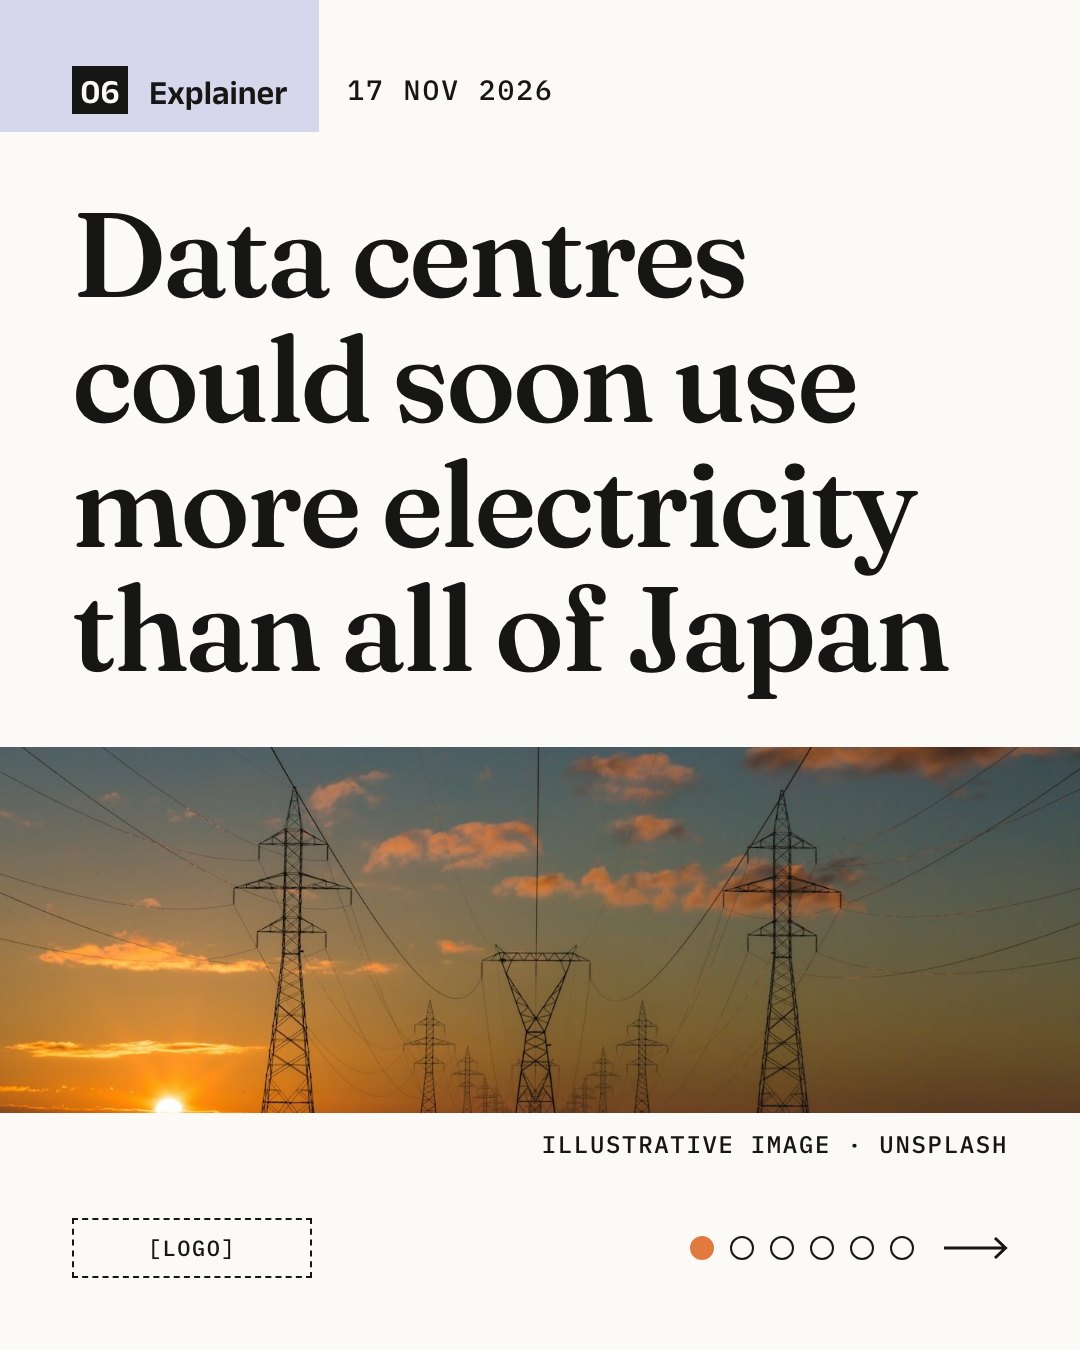 06 Explainer
17 NOV 2026
Data centres
could soon use
more electricity
than all of Japan
ILLUSTRATIVE IMAGE · UNSPLASH
[LOGO]